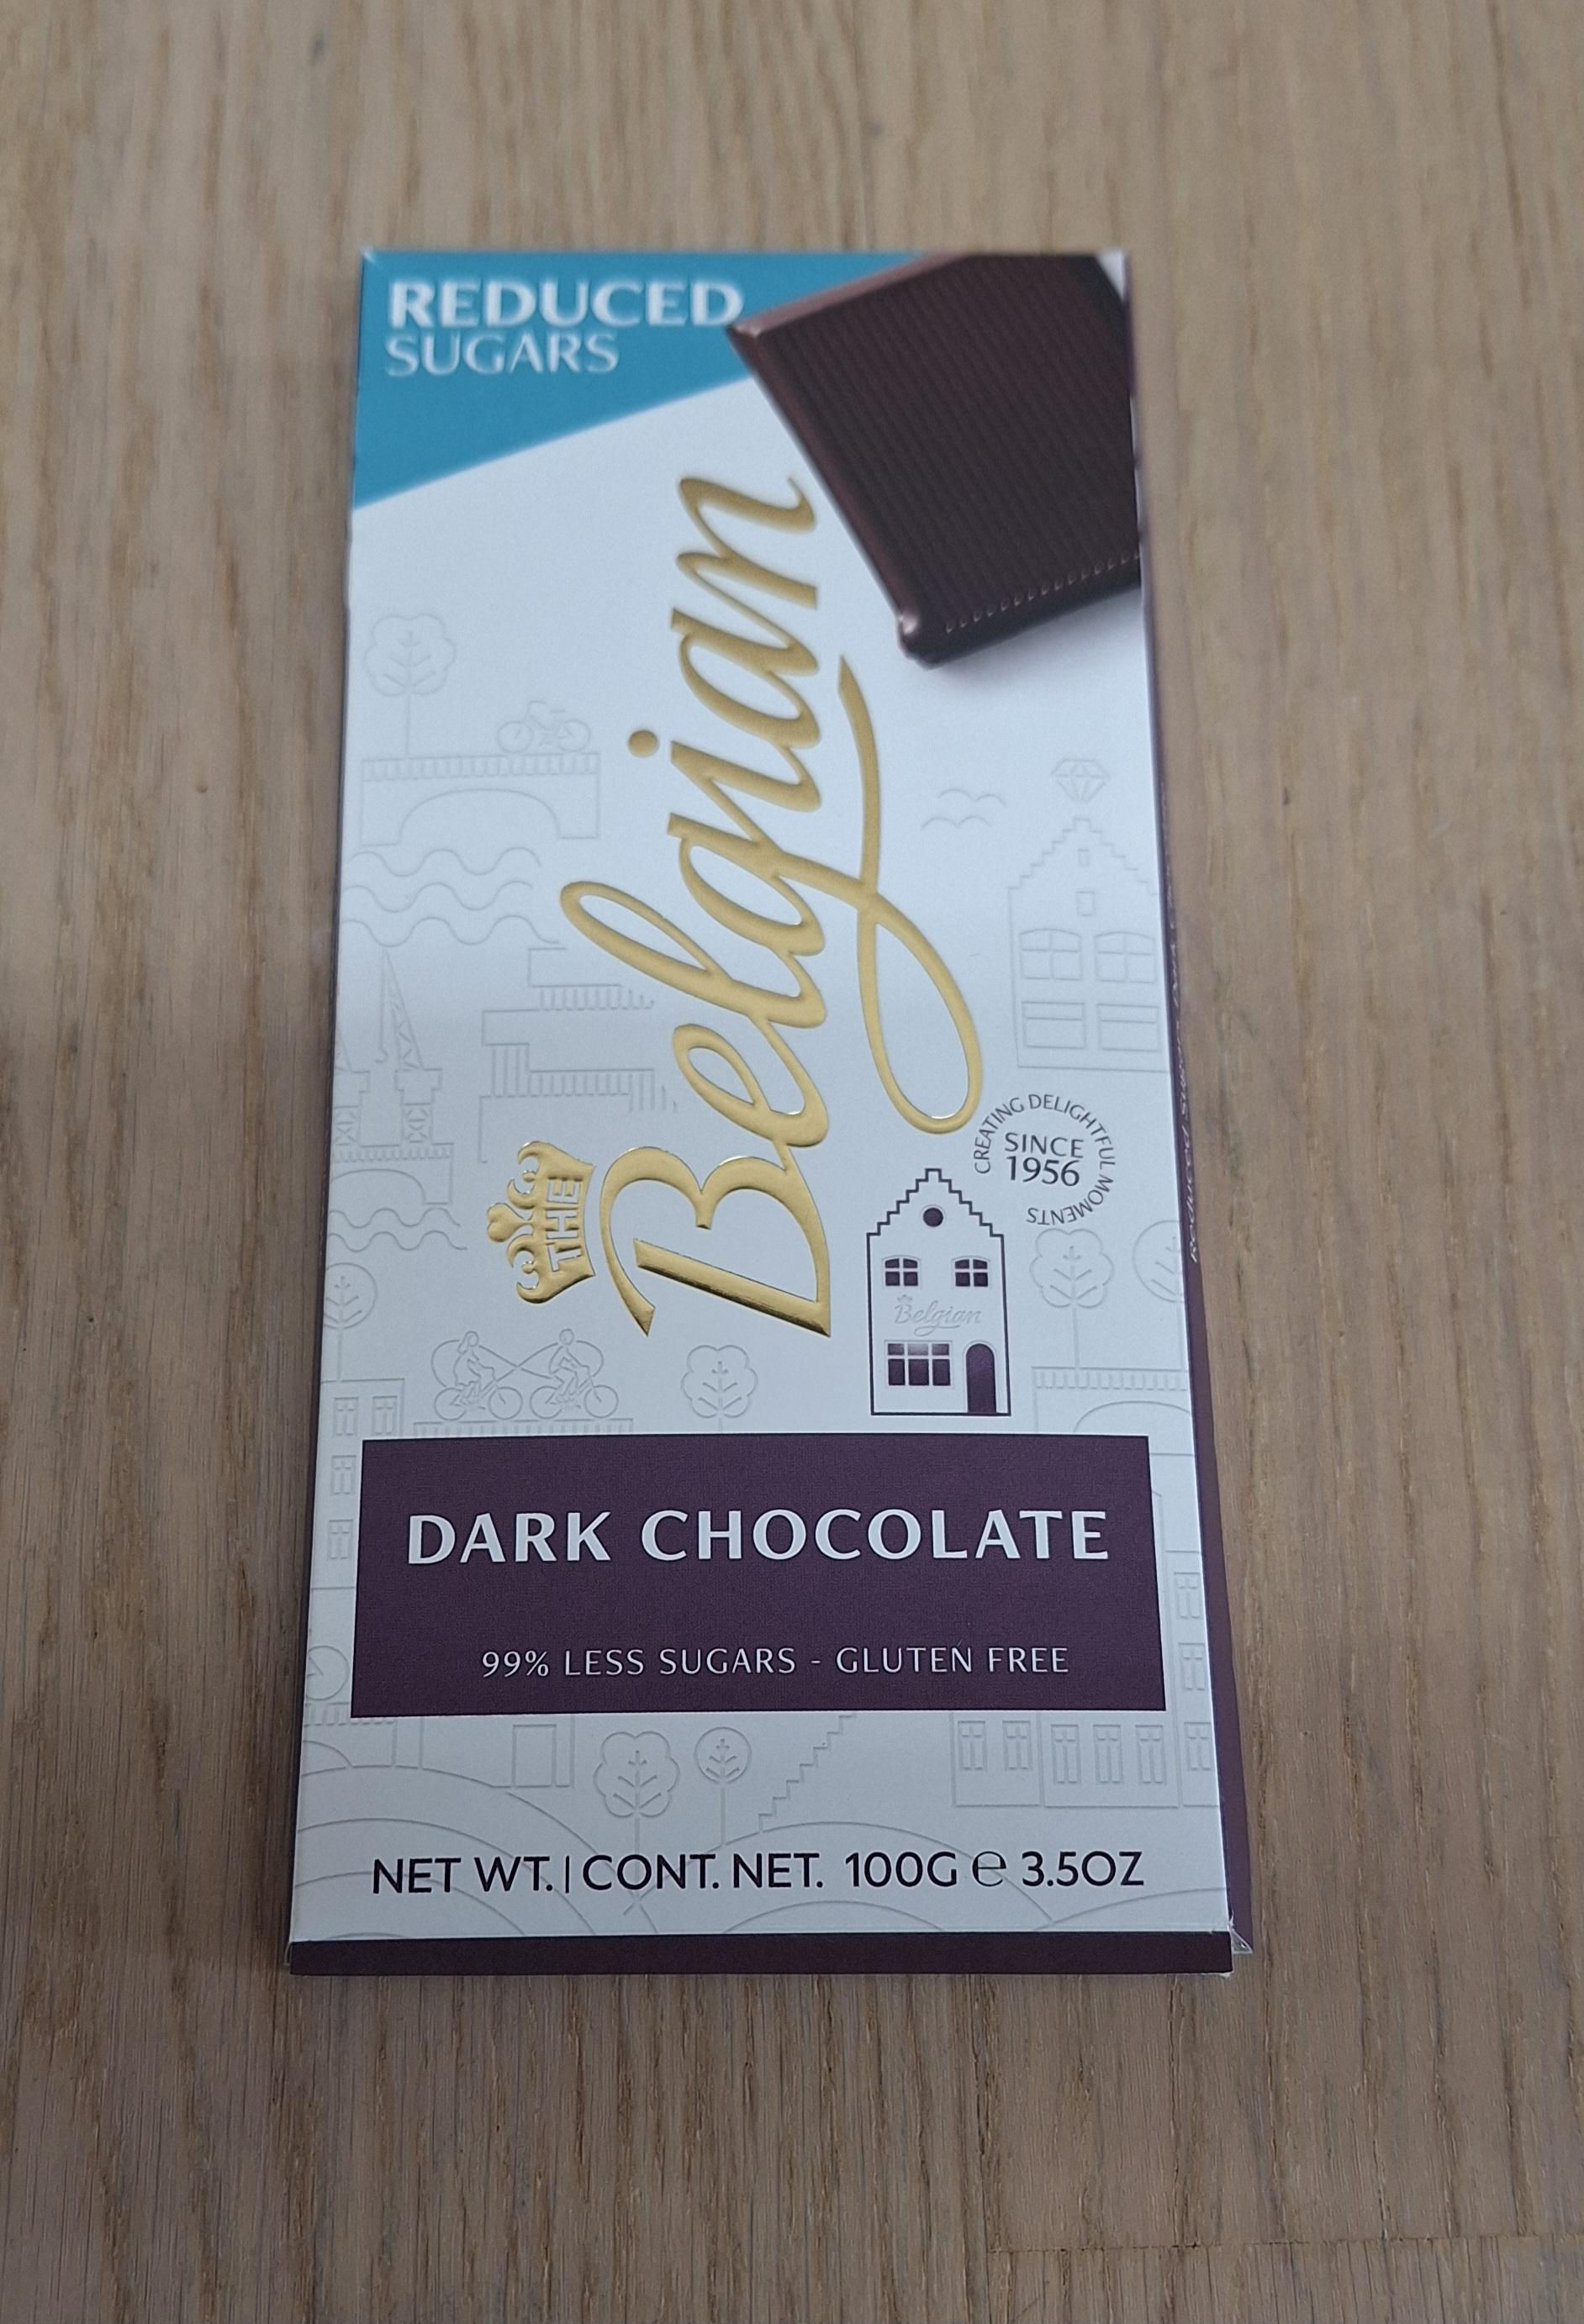 REDUCED
SUGARS
THE
Belgian
CREATING DELIGHTFUL MOMENTS
SINCE
1956
Belgian
DARK CHOCOLATE
99% LESS SUGARS - GLUTEN FREE
NET WT. | CONT. NET. 100G ℮ 3.5OZ